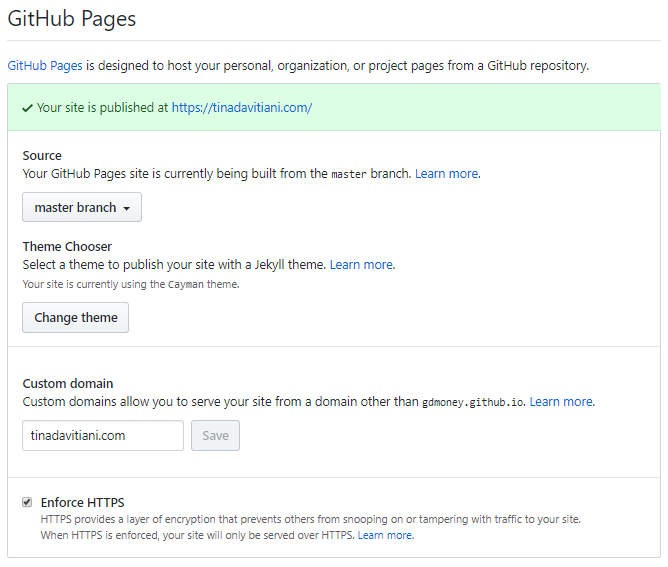 GitHub Pages
GitHub Pages is designed to host your personal, organization, or project pages from a GitHub repository.
✔ Your site is published at https://tinadavitiani.com/
Source
Your GitHub Pages site is currently being built from the master branch. Learn more.
master branch
Theme Chooser
Select a theme to publish your site with a Jekyll theme. Learn more.
Your site is currently using the Cayman theme.
Change theme
Custom domain
Custom domains allow you to serve your site from a domain other than gdmoney.github.io. Learn more.
tinadavitiani.com Save
Enforce HTTPS
HTTPS provides a layer of encryption that prevents others from snooping on or tampering with traffic to your site.
When HTTPS is enforced, your site will only be served over HTTPS. Learn more.